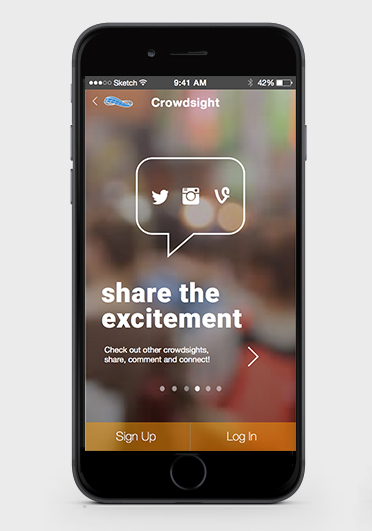 Sketch 9:41 AM 42%
Crowdsight
share the
excitement
Check out other crowdsights,
share, comment and connect!
Sign Up Log In